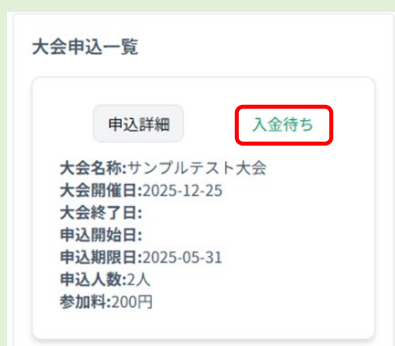 大会申込一覧
申込詳細 入金待ち
大会名称:サンプルテスト大会
大会開催日:2025-12-25
大会終了日:
申込開始日:
申込期限日:2025-05-31
申込人数:2人
参加料:200円